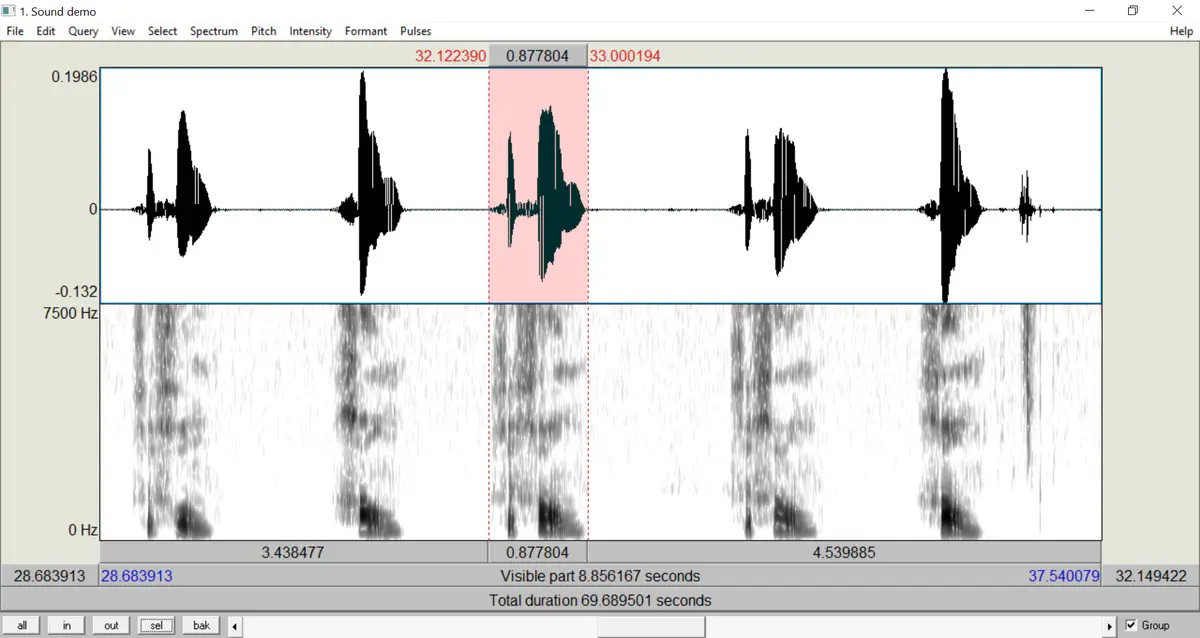 1. Sound demo
File Edit Query View Select Spectrum Pitch Intensity Formant Pulses Help
32.122390 0.877804 33.000194
0.1986
0
-0.132
7500 Hz
0 Hz
3.438477 0.877804 4.539885
28.683913 28.683913 Visible part 8.856167 seconds 37.540079 32.149422
Total duration 69.689501 seconds
all in out sel bak Group